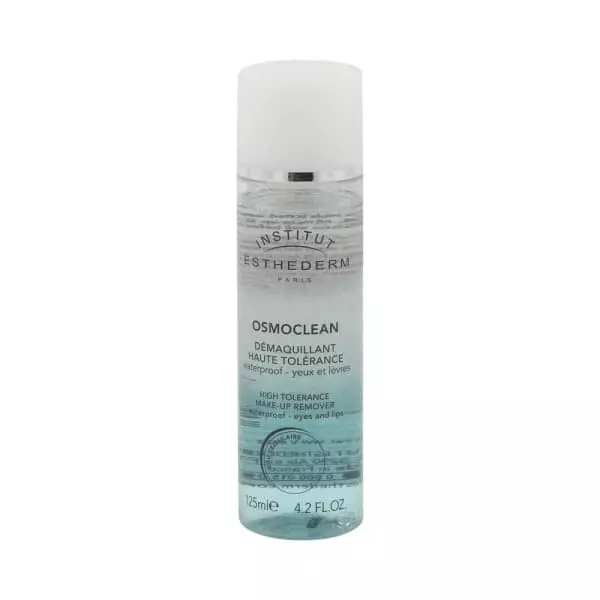 INSTITUT
ESTHEDERM
PARIS
OSMOCLEAN
DÉMAQUILLANT
HAUTE TOLÉRANCE
waterproof - yeux et lèvres
HIGH TOLERANCE
MAKE-UP REMOVER
waterproof - eyes and lips
125ml℮ 4.2 FL.OZ.